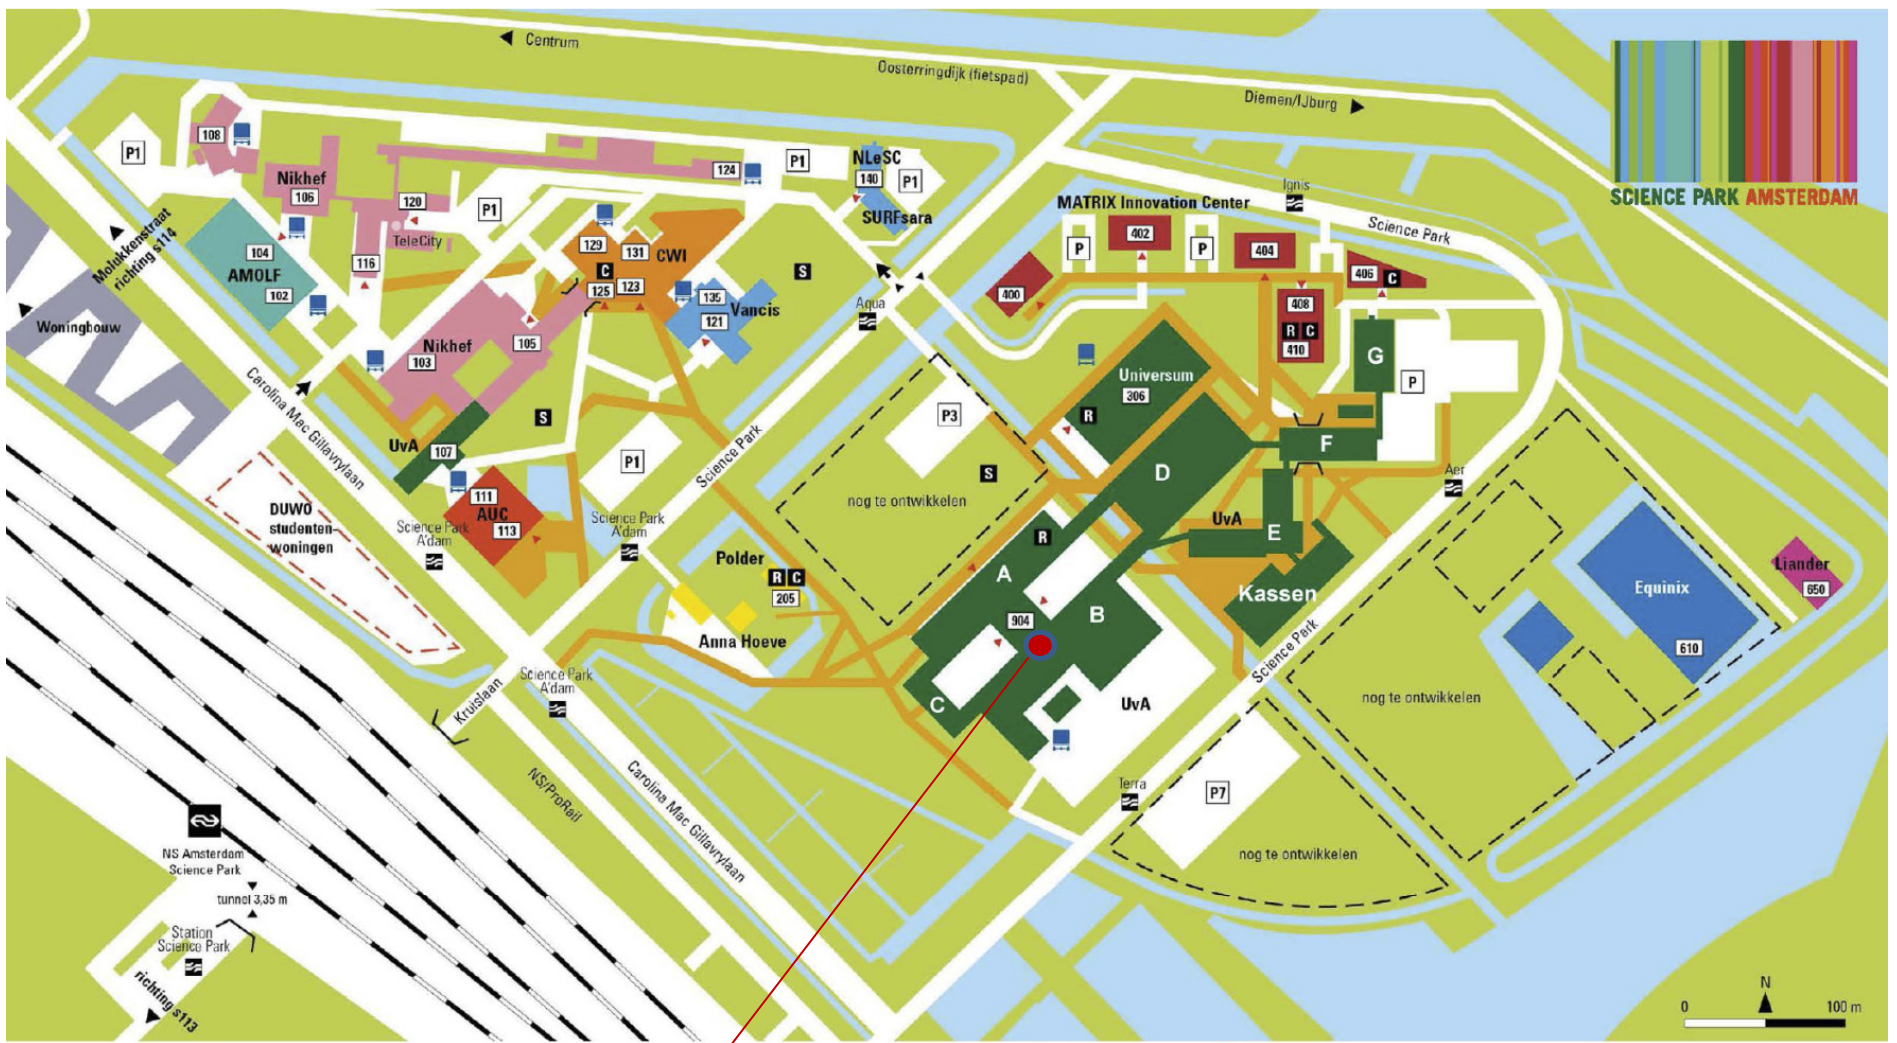 Centrum
Oosterringdijk (fietspad)
Diemen/IJburg
SCIENCE PARK AMSTERDAM
108
P1
Nikhef
106
120
TeleCity
116
P1
124
P1
NLeSC
140
P1
SURFsara
Molukkenstraat
richting s114
104
AMOLF
102
Woningbouw
129
131
CWI
C
125
123
135
Vancis
121
S
Aqua
Nikhef
103
105
S
UvA
107
111
AUC
113
Carolina Mac Gillavrylaan
DUWO
studenten-
woningen
Science Park
A'dam
P1
Science Park
A'dam
Science Park
MATRIX Innovation Center
Ignis
Science Park
400
P
402
P
404
406
C
408
R C
410
G
P
Universum
306
R
P3
S
nog te ontwikkelen
D
F
Aer
UvA
E
Kassen
R
A
904
B
C
UvA
Polder
R C
205
Anna Hoeve
Science Park
A'dam
Kruislaan
NS/ProRail
Carolina Mac Gillavrylaan
Science Park
Terra
P7
nog te ontwikkelen
nog te ontwikkelen
Equinix
610
Liander
650
NS Amsterdam
Science Park
tunnel 3,35 m
Station
Science Park
richting s113
N
0
100 m